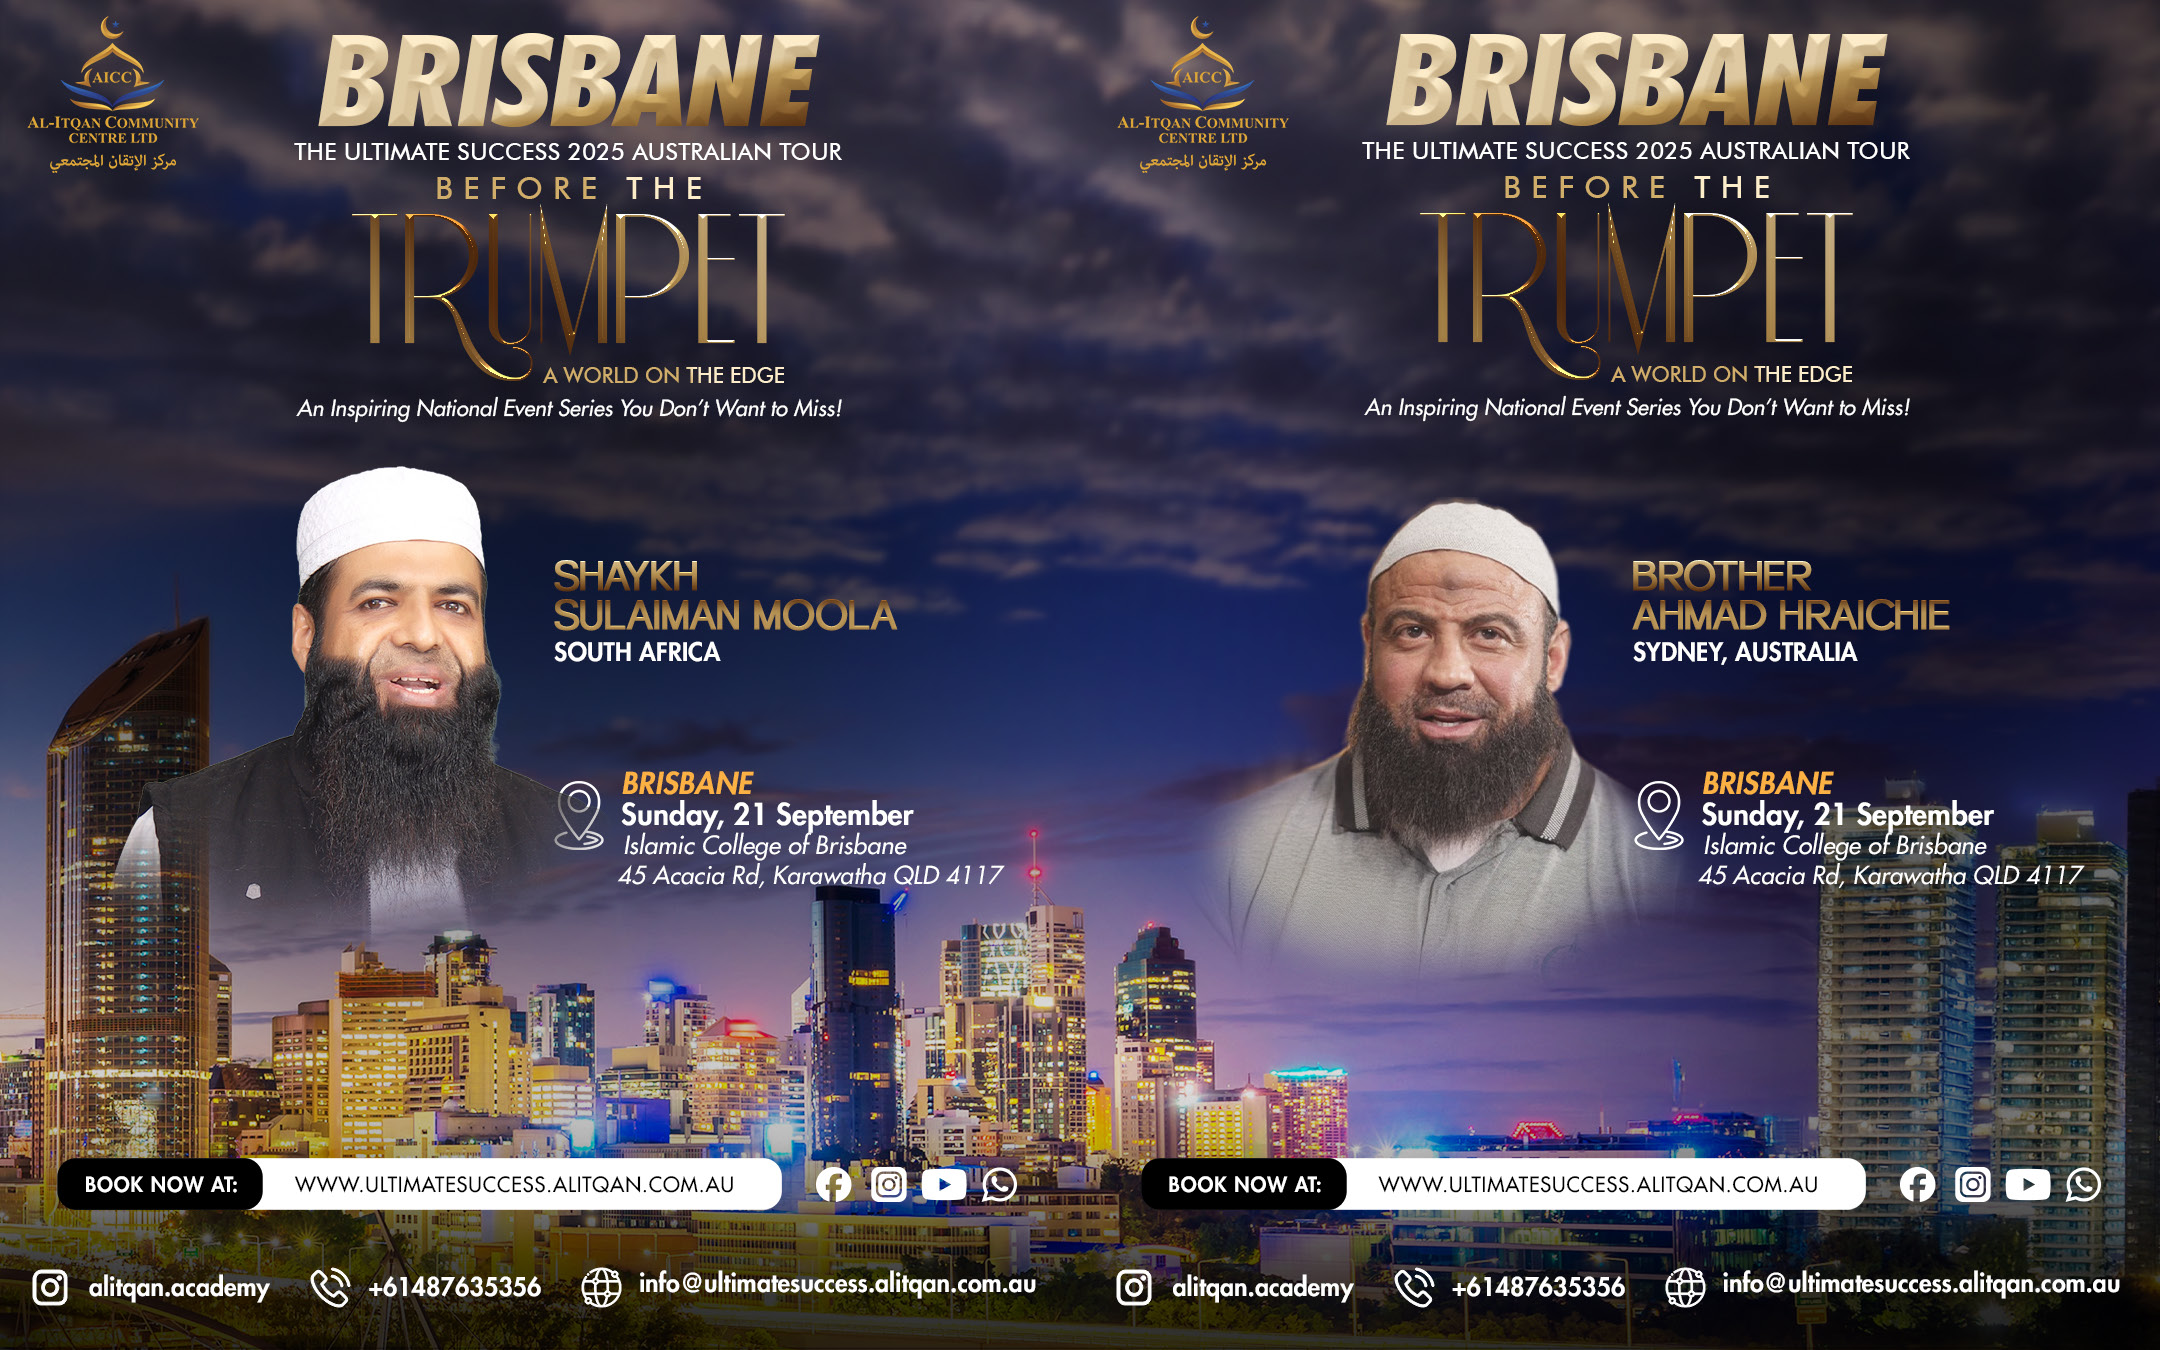 AICC
AL-ITQAN COMMUNITY
CENTRE LTD
مركز الإتقان المجتمعي
BRISBANE
THE ULTIMATE SUCCESS 2025 AUSTRALIAN TOUR
BEFORE THE
TRUMPET
A WORLD ON THE EDGE
An Inspiring National Event Series You Don't Want to Miss!
SHAYKH
SULAIMAN MOOLA
SOUTH AFRICA
BRISBANE
Sunday, 21 September
Islamic College of Brisbane
45 Acacia Rd, Karawatha QLD 4117
BOOK NOW AT: WWW.ULTIMATESUCCESS.ALITQAN.COM.AU
alitqan.academy +61487635356 info@ultimatesuccess.alitqan.com.au
AICC
AL-ITQAN COMMUNITY
CENTRE LTD
مركز الإتقان المجتمعي
BRISBANE
THE ULTIMATE SUCCESS 2025 AUSTRALIAN TOUR
BEFORE THE
TRUMPET
A WORLD ON THE EDGE
An Inspiring National Event Series You Don't Want to Miss!
BROTHER
AHMAD HRAICHIE
SYDNEY, AUSTRALIA
BRISBANE
Sunday, 21 September
Islamic College of Brisbane
45 Acacia Rd, Karawatha QLD 4117
BOOK NOW AT: WWW.ULTIMATESUCCESS.ALITQAN.COM.AU
alitqan.academy +61487635356 info@ultimatesuccess.alitqan.com.au